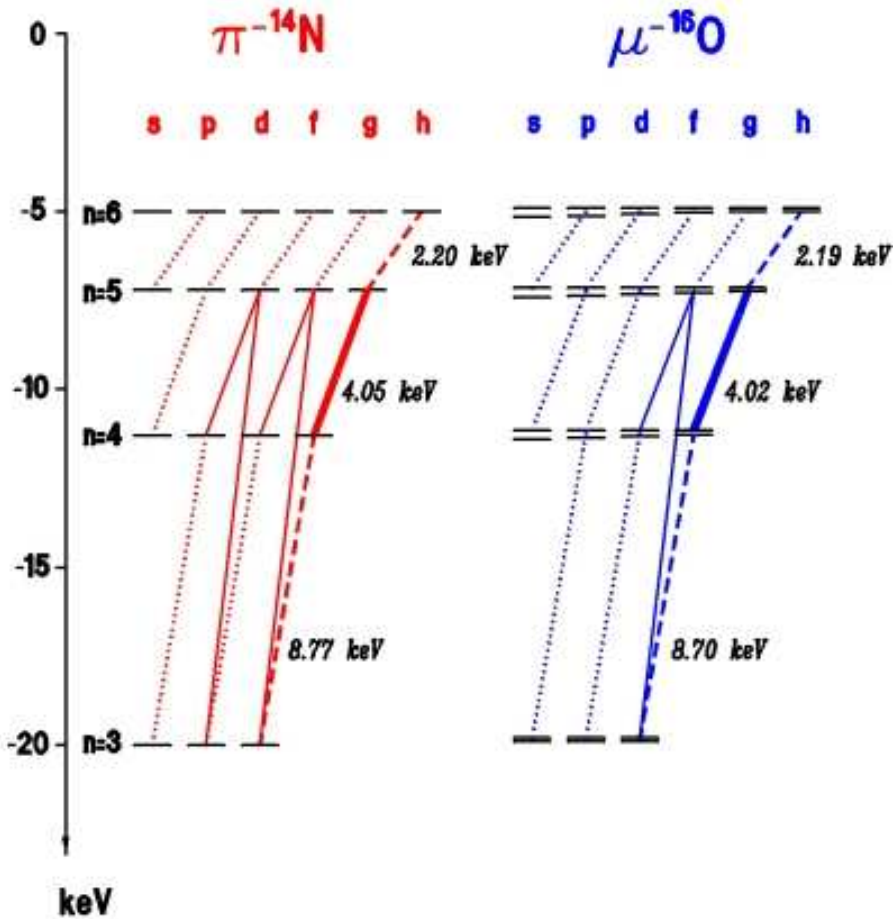 0
π⁻¹⁴N
μ⁻¹⁶O
s p d f g h
s p d f g h
-5
n=6
2.20 keV
2.19 keV
n=5
-10
4.05 keV
4.02 keV
n=4
-15
8.77 keV
8.70 keV
-20
n=3
keV